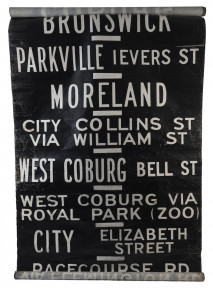 BRUNSWICK
PARKVILLE IEVERS ST
MORELAND
CITY COLLINS ST
VIA WILLIAM ST
WEST COBURG BELL ST
WEST COBURG VIA
ROYAL PARK (ZOO)
CITY ELIZABETH
STREET
RACECOURSE RD